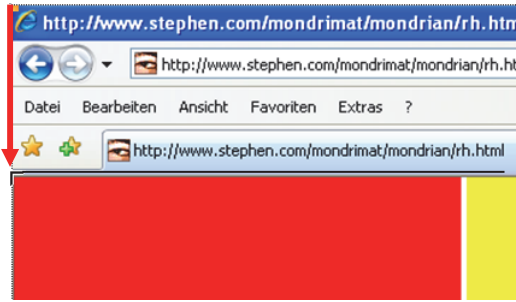 http://www.stephen.com/mondrimat/mondrian/rh.htm
http://www.stephen.com/mondrimat/mondrian/rh.ht
Datei Bearbeiten Ansicht Favoriten Extras ?
http://www.stephen.com/mondrimat/mondrian/rh.html